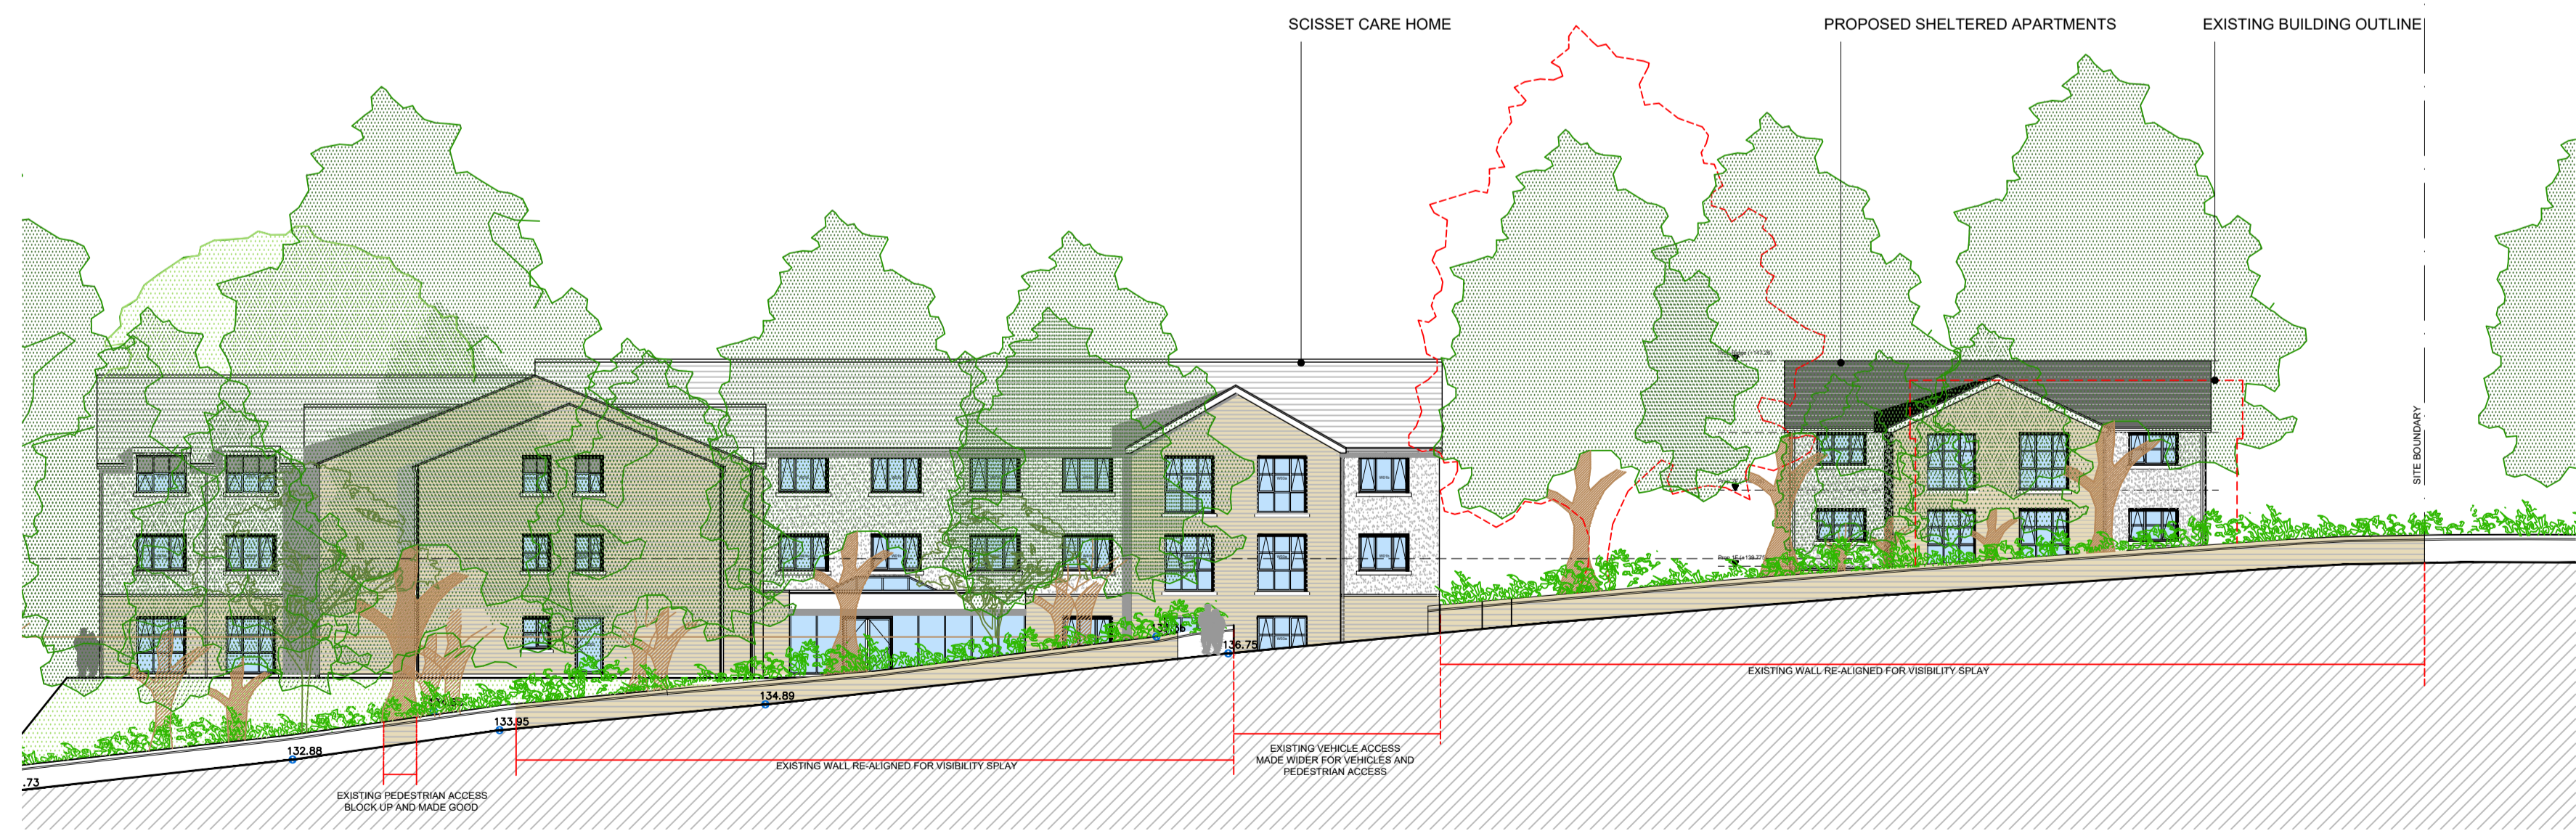 SCISSET CARE HOME
PROPOSED SHELTERED APARTMENTS
EXISTING BUILDING OUTLINE
SITE BOUNDARY
136.75
134.89
133.95
132.88
.73
EXISTING WALL RE-ALIGNED FOR VISIBILITY SPLAY
EXISTING VEHICLE ACCESS
MADE WIDER FOR VEHICLES AND
PEDESTRIAN ACCESS
EXISTING WALL RE-ALIGNED FOR VISIBILITY SPLAY
EXISTING PEDESTRIAN ACCESS
BLOCK UP AND MADE GOOD